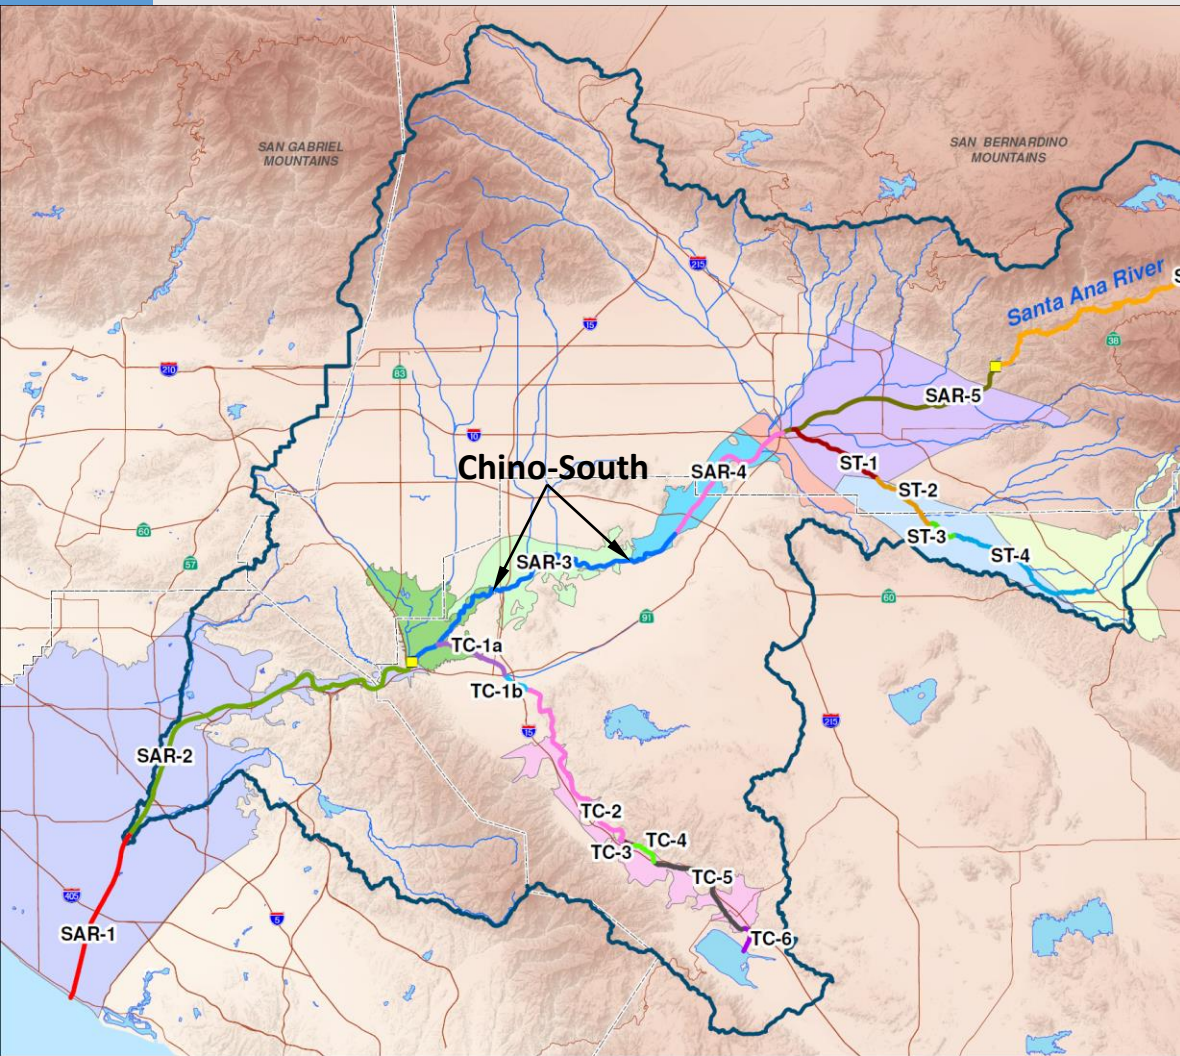 SAN GABRIEL
MOUNTAINS
SAN BERNARDINO
MOUNTAINS
215
Santa Ana River
S
15
38
210
83
SAR-5
10
Chino-South
SAR-4
ST-1
ST-2
60
57
SAR-3
ST-3
ST-4
60
91
TC-1a
TC-1b
15
215
SAR-2
TC-2
TC-4
TC-3
TC-5
405
5
SAR-1
TC-6